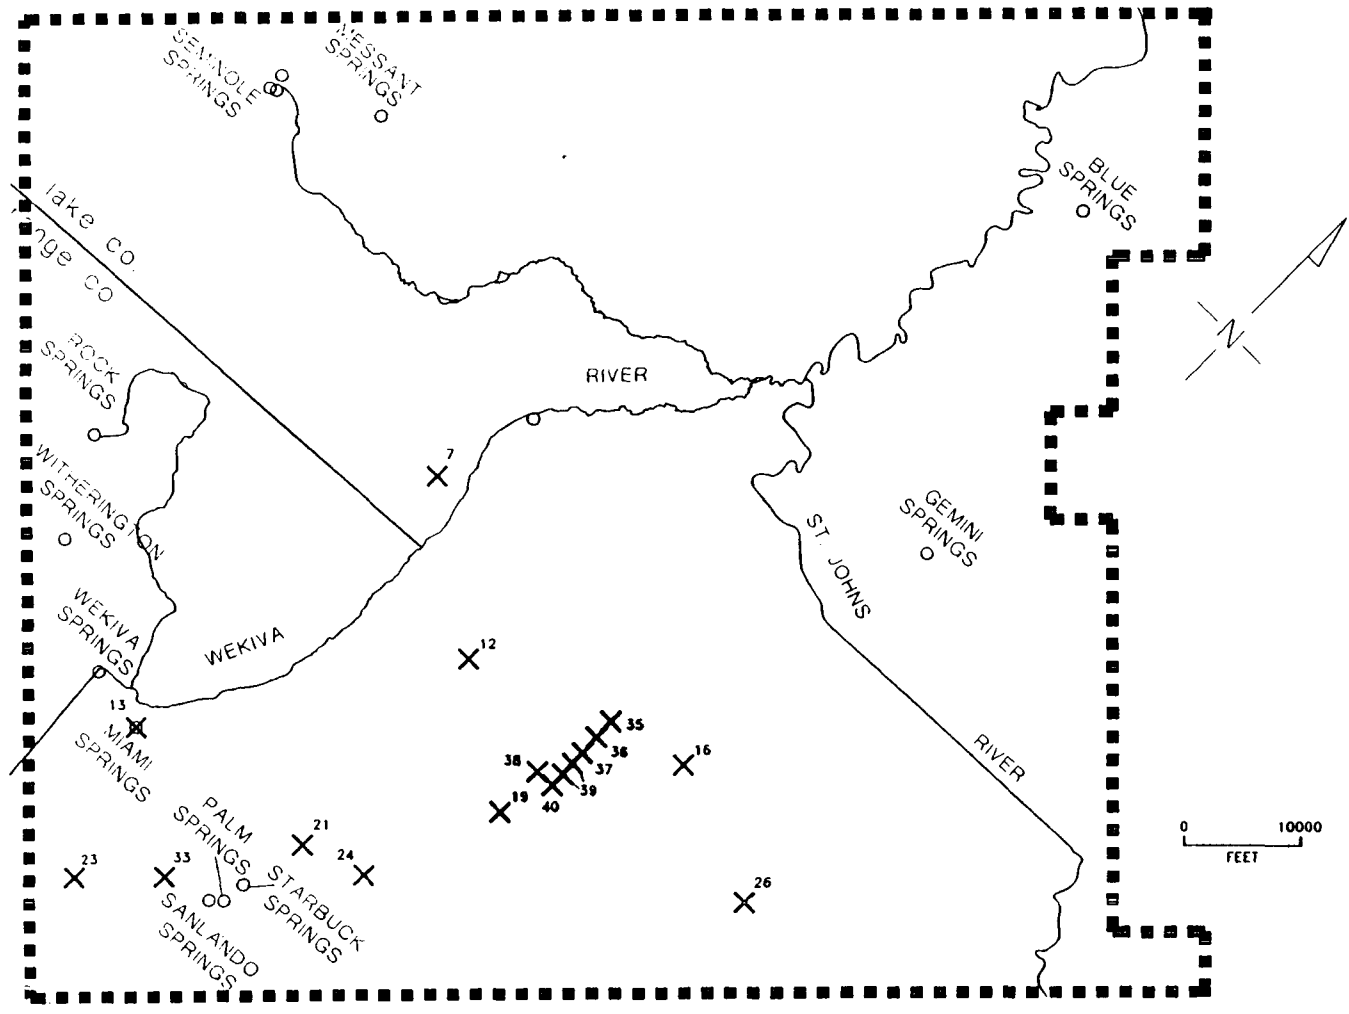 SEMINOLE
SPRINGS
MESSANT
SPRINGS
BLUE
SPRINGS
lake co.
nge co
N
ROCK
SPRINGS
RIVER
WITHERINGTON
SPRINGS
7
GEMINI
SPRINGS
ST. JOHNS
RIVER
WEKIVA
SPRINGS
WEKIVA
12
13
MIAMI
SPRINGS
35
36
37
38
39
40
16
19
PALM
SPRINGS
21
24
23
33
STARBUCK
SPRINGS
SANLANDO
SPRINGS
26
0 10000
FEET